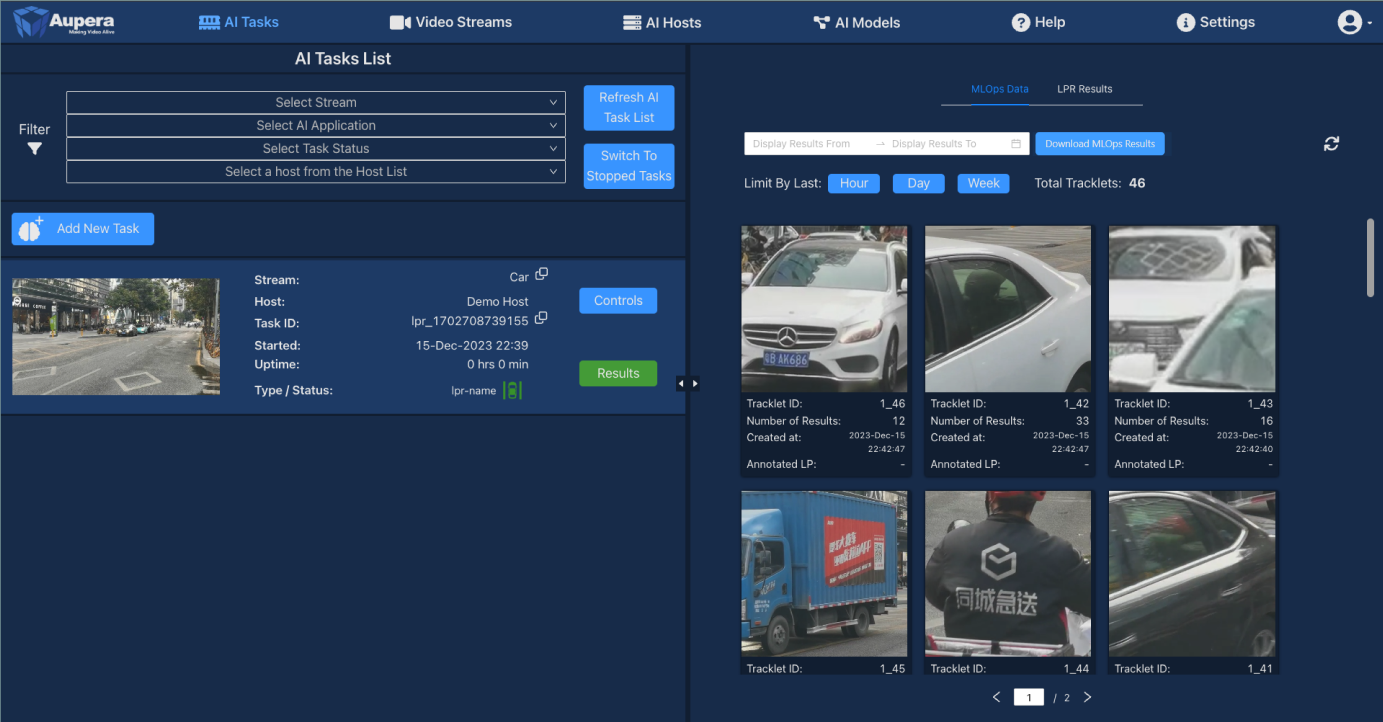 Aupera
Making Video Alive
AI Tasks
Video Streams
AI Hosts
AI Models
Help
Settings
AI Tasks List
Filter
Select Stream
Select AI Application
Select Task Status
Select a host from the Host List
Refresh AI
Task List
Switch To
Stopped Tasks
Add New Task
Stream: Car
Host: Demo Host
Task ID: lpr_1702708739155
Started: 15-Dec-2023 22:39
Uptime: 0 hrs 0 min
Type / Status: lpr-name
Controls
Results
MLOps Data
LPR Results
Display Results From → Display Results To
Download MLOps Results
Limit By Last: Hour Day Week Total Tracklets: 46
AK686
Tracklet ID: 1_46
Number of Results: 12
Created at: 2023-Dec-15
22:42:47
Annotated LP: -
Tracklet ID: 1_42
Number of Results: 33
Created at: 2023-Dec-15
22:42:47
Annotated LP: -
Tracklet ID: 1_43
Number of Results: 16
Created at: 2023-Dec-15
22:42:40
Annotated LP: -
同城急送
Tracklet ID: 1_45
Tracklet ID: 1_44
Tracklet ID: 1_41
< 1 / 2 >